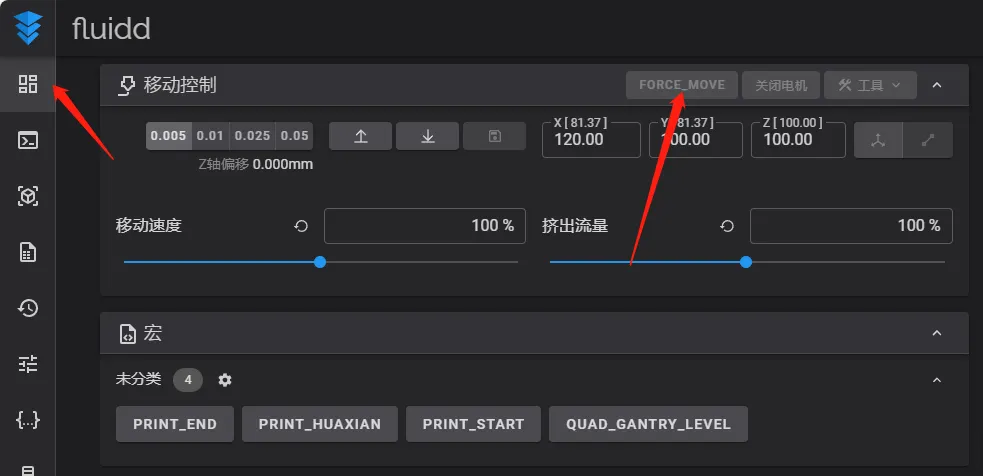 fluidd
移动控制
FORCE_MOVE 关闭电机 工具
X [ 81.37 ] Y [ 81.37 ] Z [ 100.00 ]
0.005 0.01 0.025 0.05 120.00 100.00 100.00
Z轴偏移 0.000mm
移动速度 100 % 挤出流量 100 %
宏
未分类 4
PRINT_END PRINT_HUAXIAN PRINT_START QUAD_GANTRY_LEVEL